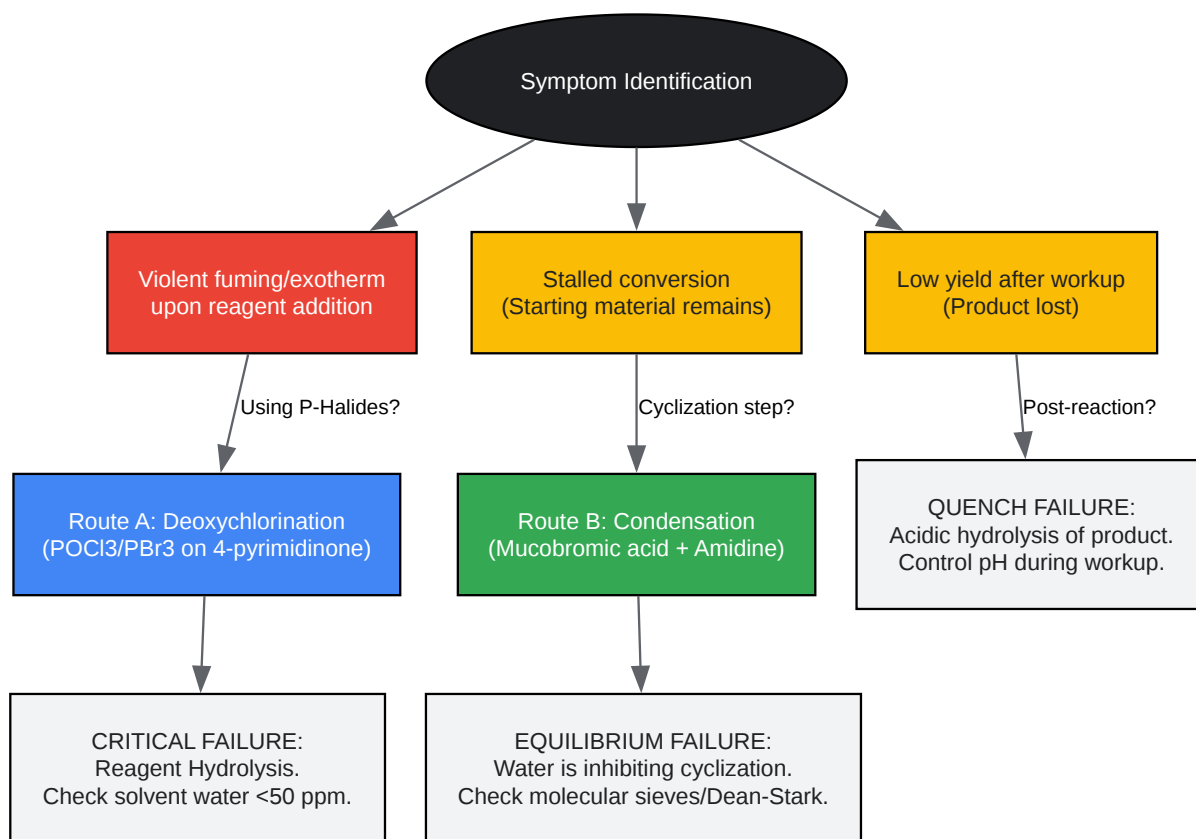 Symptom Identification
Violent fuming/exotherm
upon reagent addition
Stalled conversion
(Starting material remains)
Low yield after workup
(Product lost)
Using P-Halides?
Cyclization step?
Post-reaction?
Route A: Deoxychlorination
(POCl3/PBr3 on 4-pyrimidinone)
Route B: Condensation
(Mucobromic acid + Amidine)
QUENCH FAILURE:
Acidic hydrolysis of product.
Control pH during workup.
CRITICAL FAILURE:
Reagent Hydrolysis.
Check solvent water <50 ppm.
EQUILIBRIUM FAILURE:
Water is inhibiting cyclization.
Check molecular sieves/Dean-Stark.